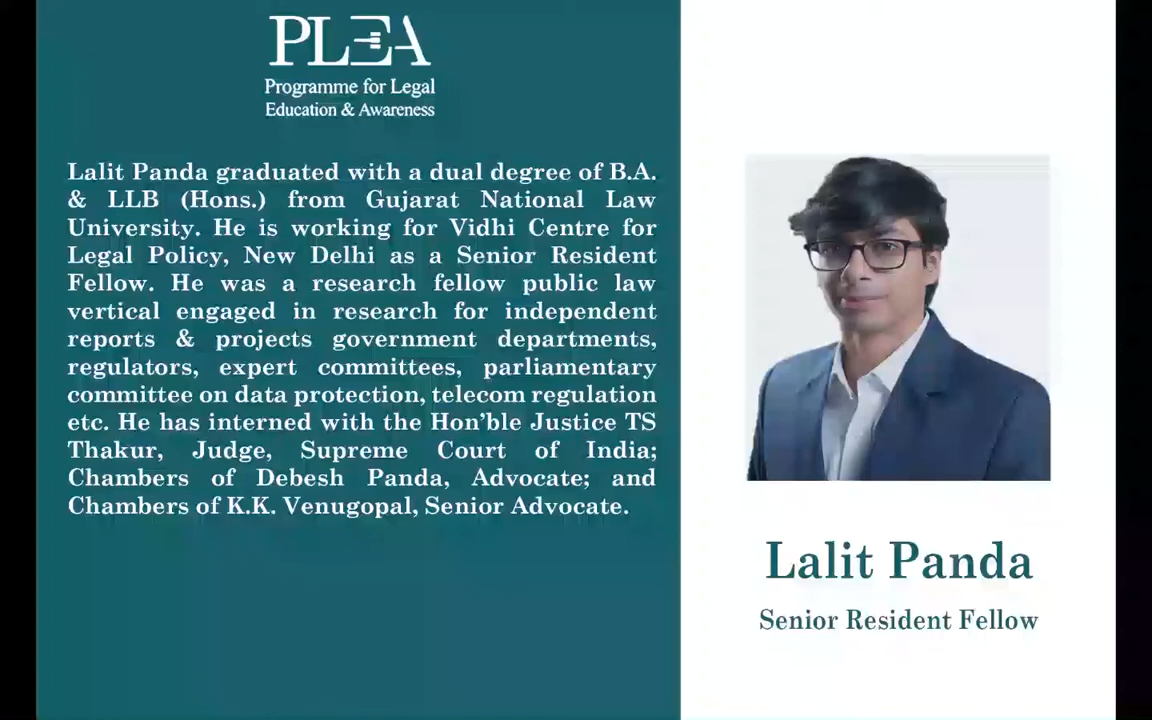 PLEA
Programme for Legal
Education & Awareness
Lalit Panda graduated with a dual degree of B.A.
& LLB (Hons.) from Gujarat National Law
University. He is working for Vidhi Centre for
Legal Policy, New Delhi as a Senior Resident
Fellow. He was a research fellow public law
vertical engaged in research for independent
reports & projects government departments,
regulators, expert committees, parliamentary
committee on data protection, telecom regulation
etc. He has interned with the Hon’ble Justice TS
Thakur, Judge, Supreme Court of India;
Chambers of Debesh Panda, Advocate; and
Chambers of K.K. Venugopal, Senior Advocate.
Lalit Panda
Senior Resident Fellow